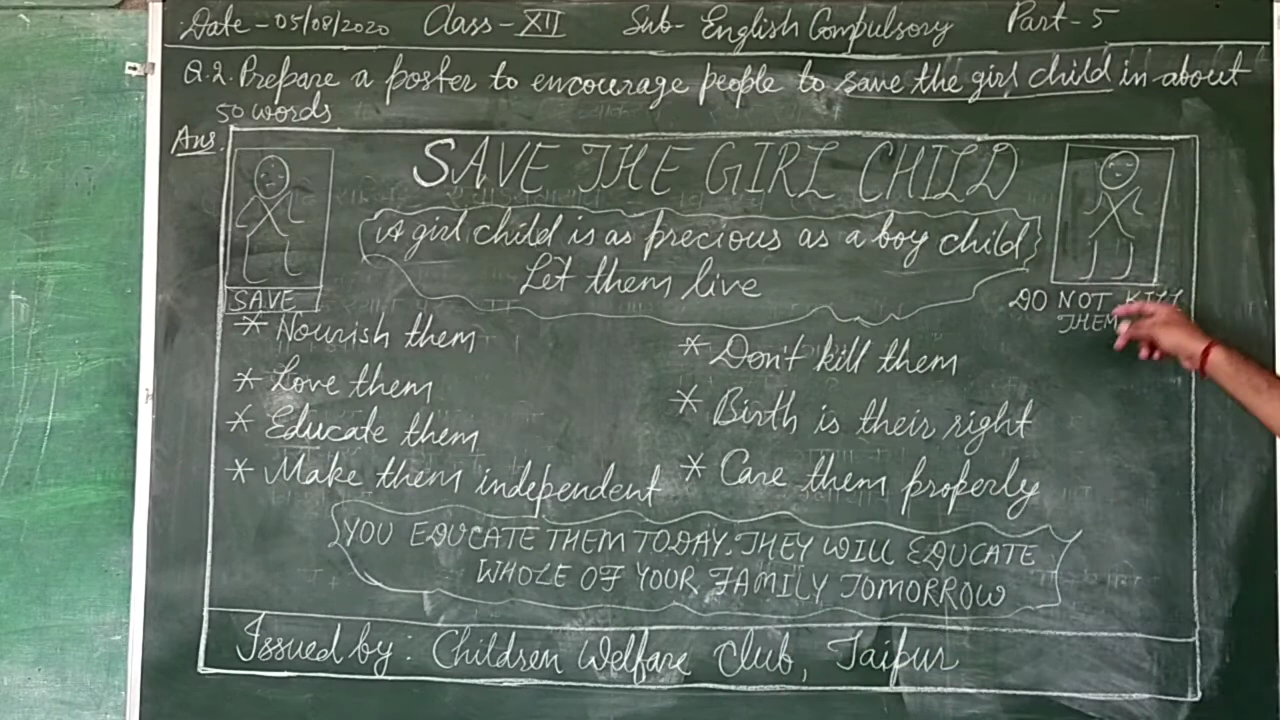 Date - 05/08/2020 Class - XII Sub- English Compulsory Part - 5
Q.2. Prepare a poster to encourage people to save the girl child in about
50 words
Ans.
SAVE THE GIRL CHILD
A girl child is as precious as a boy child
Let them live
SAVE
DO NOT KILL
THEM
* Nourish them
* Love them
* Educate them
* Make them independent
* Don't kill them
* Birth is their right
* Care them properly
YOU EDUCATE THEM TODAY. THEY WILL EDUCATE
WHOLE OF YOUR FAMILY TOMORROW
Issued by : Children Welfare Club, Jaipur